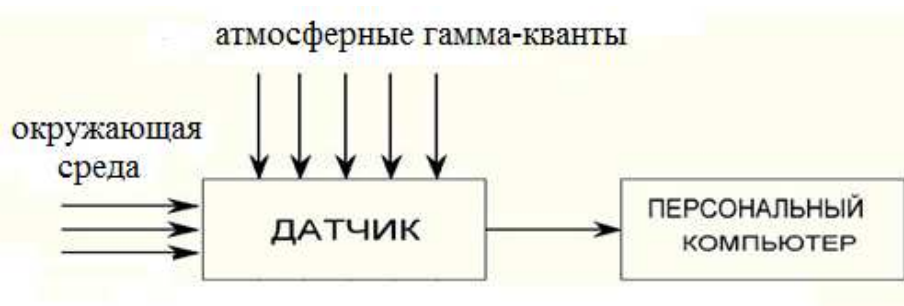 атмосферные гамма-кванты
окружающая
среда
ДАТЧИК
ПЕРСОНАЛЬНЫЙ
КОМПЬЮТЕР